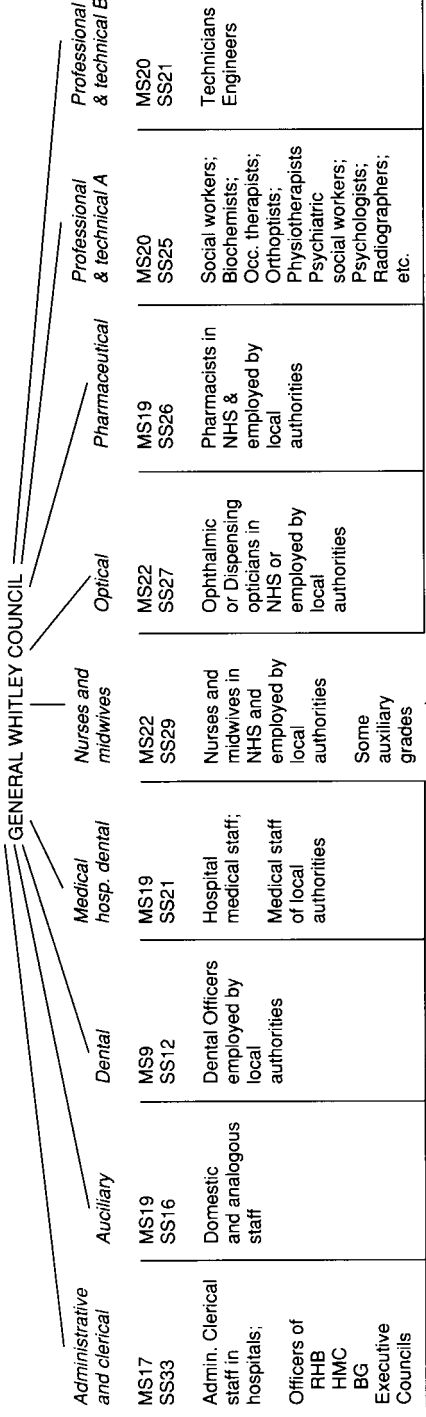 GENERAL WHITLEY COUNCIL
Administrative
and clerical
MS17
SS33
Admin. Clerical
staff in
hospitals;
Officers of
RHB
HMC
BG
Executive
Councils
Auciliary
MS19
SS16
Domestic
and analogous
staff
Dental
MS9
SS12
Dental Officers
employed by
local
authorities
Medical
hosp. dental
MS19
SS21
Hospital
medical staff;
Medical staff
of local
authorities
Nurses and
midwives
MS22
SS29
Nurses and
midwives in
NHS and
employed by
local
authorities
Some
auxiliary
grades
Optical
MS22
SS27
Ophthalmic
or Dispensing
opticians in
NHS or
employed by
local
authorities
Pharmaceutical
MS19
SS26
Pharmacists in
NHS &
employed by
local
authorities
Professional
& technical A
MS20
SS25
Social workers;
Biochemists;
Occ. therapists;
Orthoptists;
Physiotherapists
Psychiatric
social workers;
Psychologists;
Radiographers;
etc.
Professional
& technical B
MS20
SS21
Technicians
Engineers